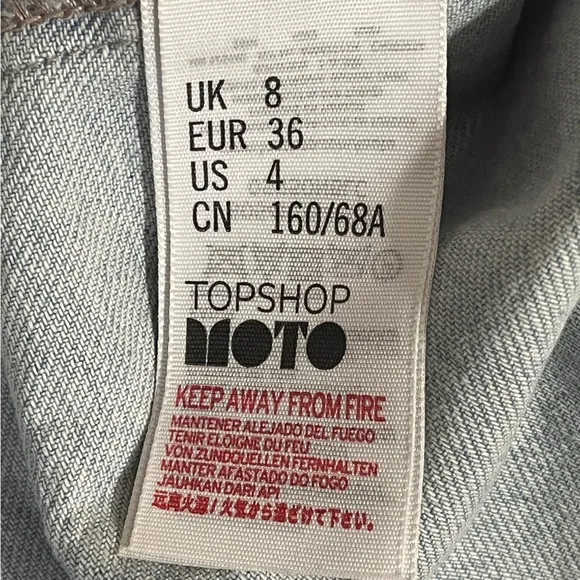 UK 8
EUR 36
US 4
CN 160/68A
TOPSHOP
MOTO
KEEP AWAY FROM FIRE
MANTENER ALEJADO DEL FUEGO
TENIR ELOIGNE DU FEU
VON ZUNDQUELLEN FERNHALTEN
MANTER AFASTADO DO FOGO
JAUHKAN DARI API
远离火源/火気から遠ざけて下さい。